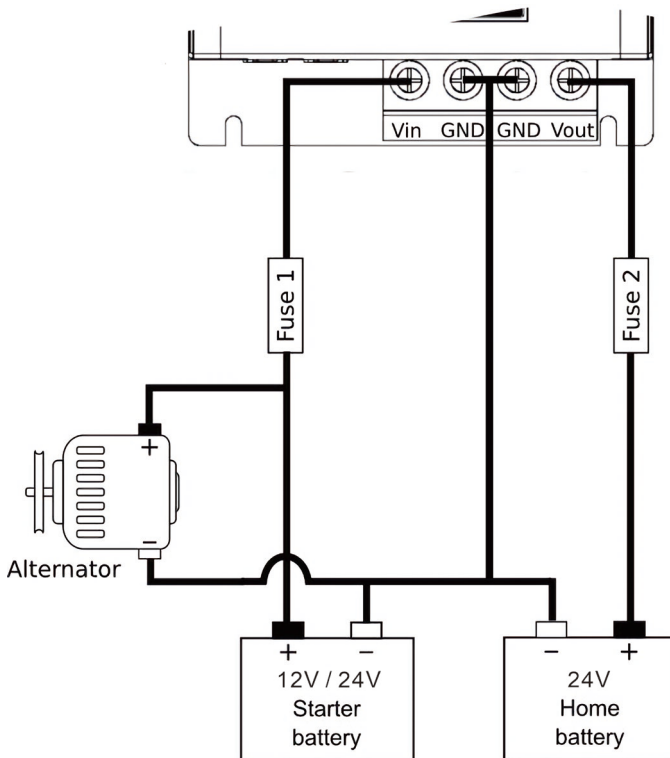 Vin GND GND Vout
Fuse 1
Fuse 2
+
−
Alternator
+ −
12V / 24V
Starter
battery
− +
24V
Home
battery